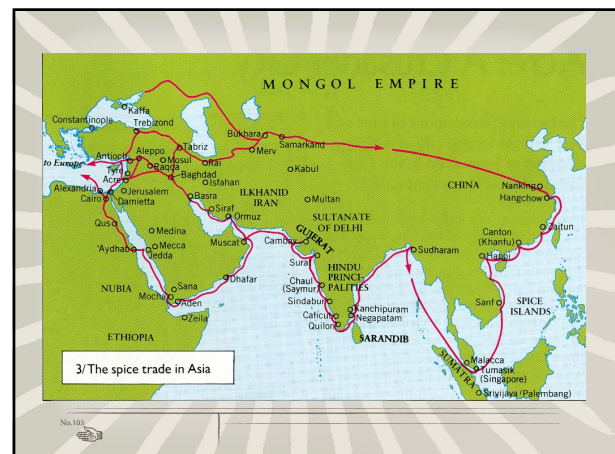 MONGOL EMPIRE
Kaffa
Constantinople
Trebizond
Bukhara
Samarkand
Tabriz
Merv
to Europe
Antioch
Aleppo
Mosul
Rai
Kabul
Tyre
Raqqa
Acre
Baghdad
Isfahan
CHINA
Nanking
Hangchow
Alexandria
Jerusalem
Cairo
Damietta
Basra
ILKHANID
IRAN
Multan
Siraf
Ormuz
SULTANATE
OF DELHI
Qus
Medina
Muscat
Cambay
GUJERAT
Sudharam
Canton
(Khanfu)
Zaitun
Hanoi
'Aydhab
Mecca
Jedda
Surat
HINDU
PRINCI-
PALITIES
Dhafar
Chaul
(Saymur)
NUBIA
Sana
Mocha
Aden
Zeila
Sindabur
Kanchipuram
Negapatam
Calicut
Quilon
SARANDIB
Sanf
SPICE
ISLANDS
ETHIOPIA
Malacca
Tumasik
(Singapore)
SUMATRA
Srivijaya (Palembang)
3/The spice trade in Asia
No.105